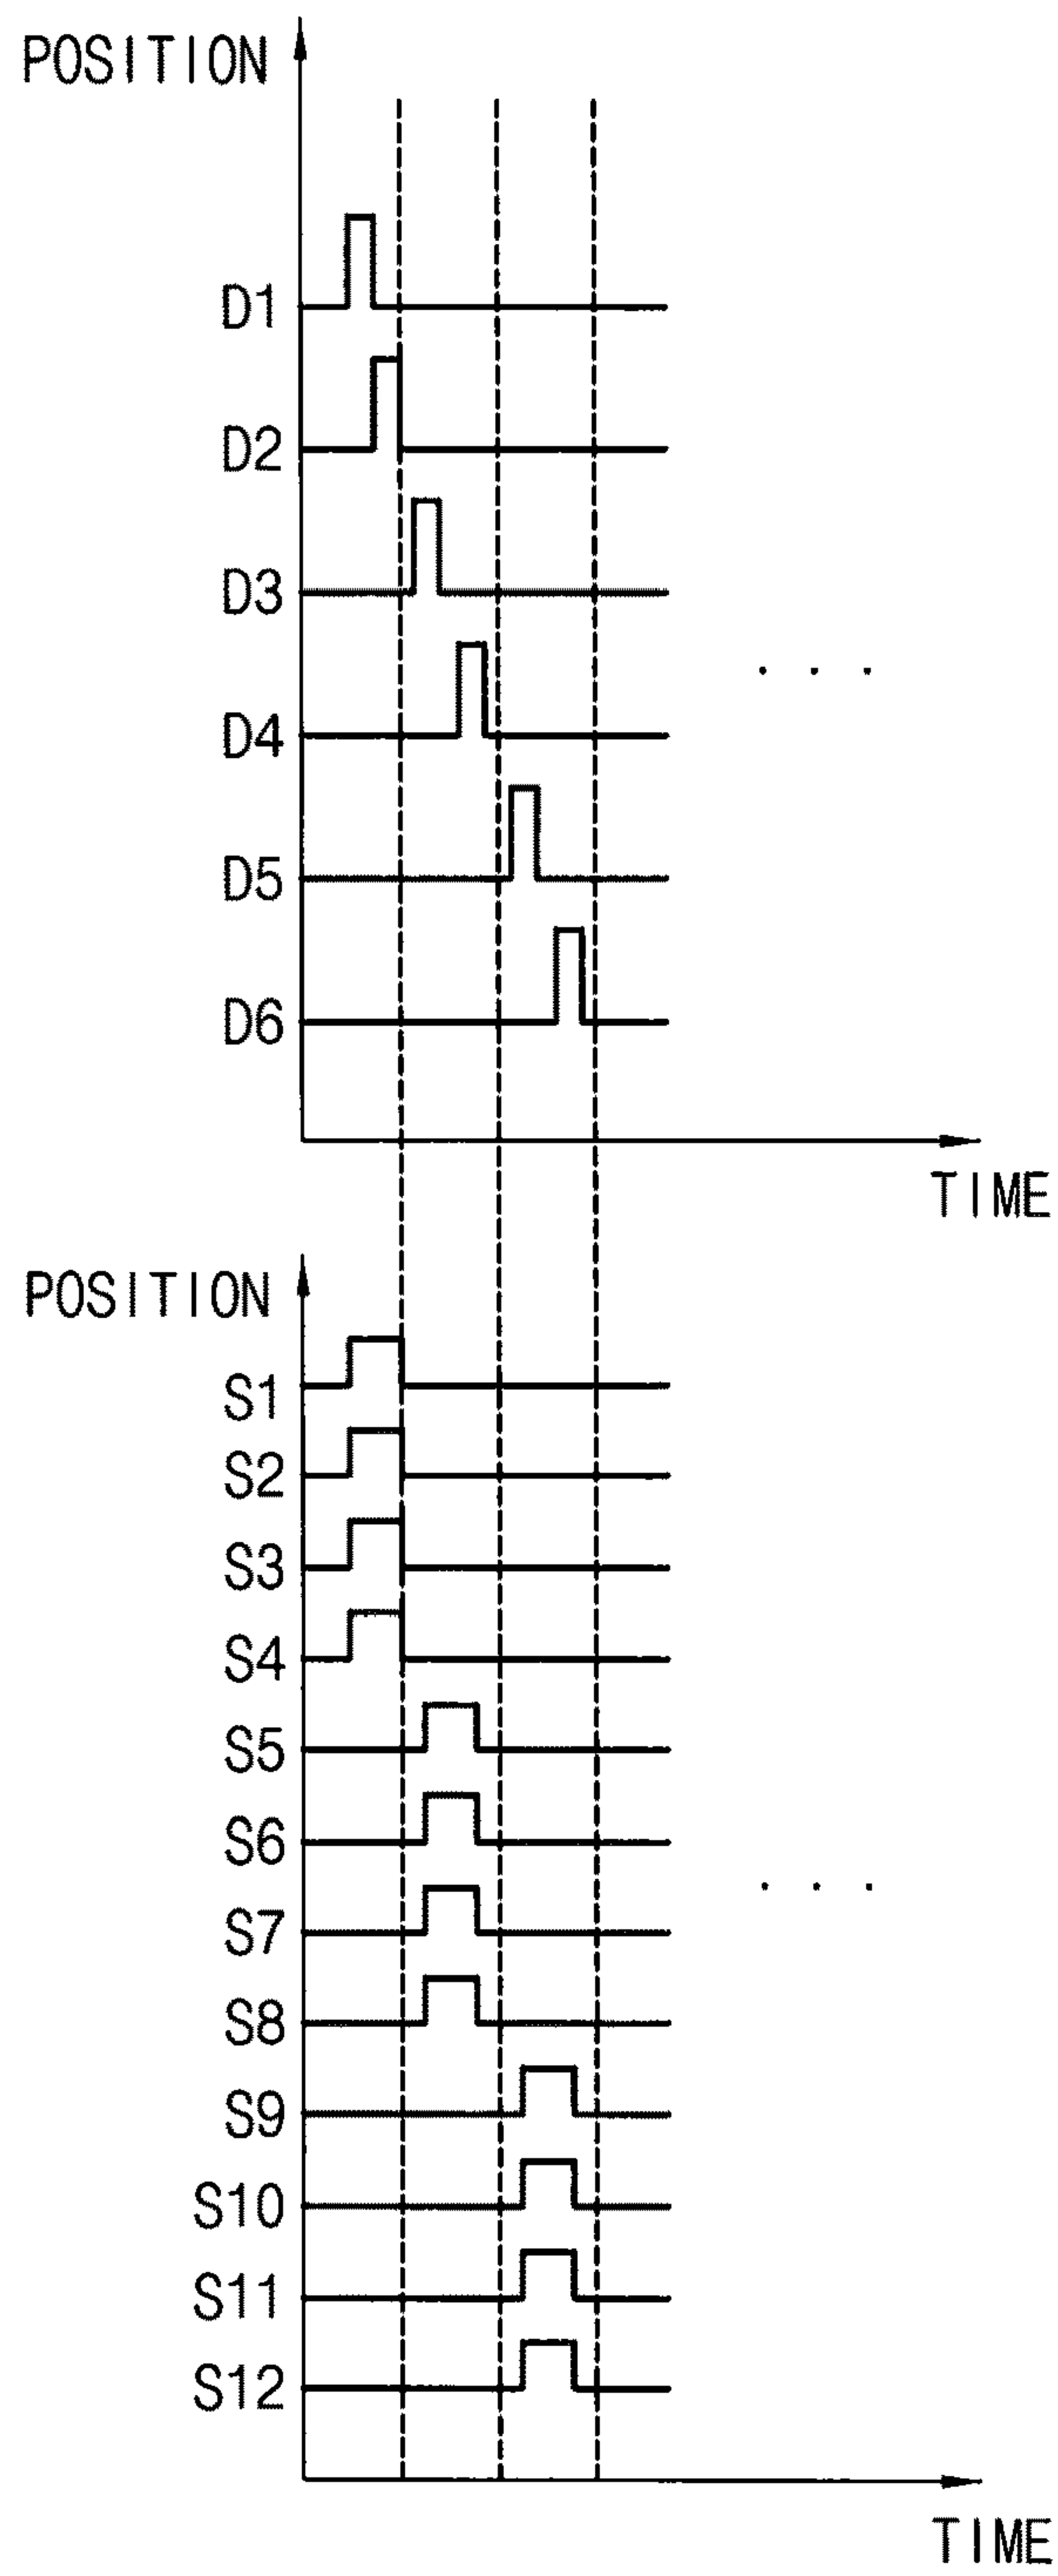 POSITION
D1
D2
D3
D4
. . .
D5
D6
TIME
POSITION
S1
S2
S3
S4
S5
S6
. . .
S7
S8
S9
S10
S11
S12
TIME